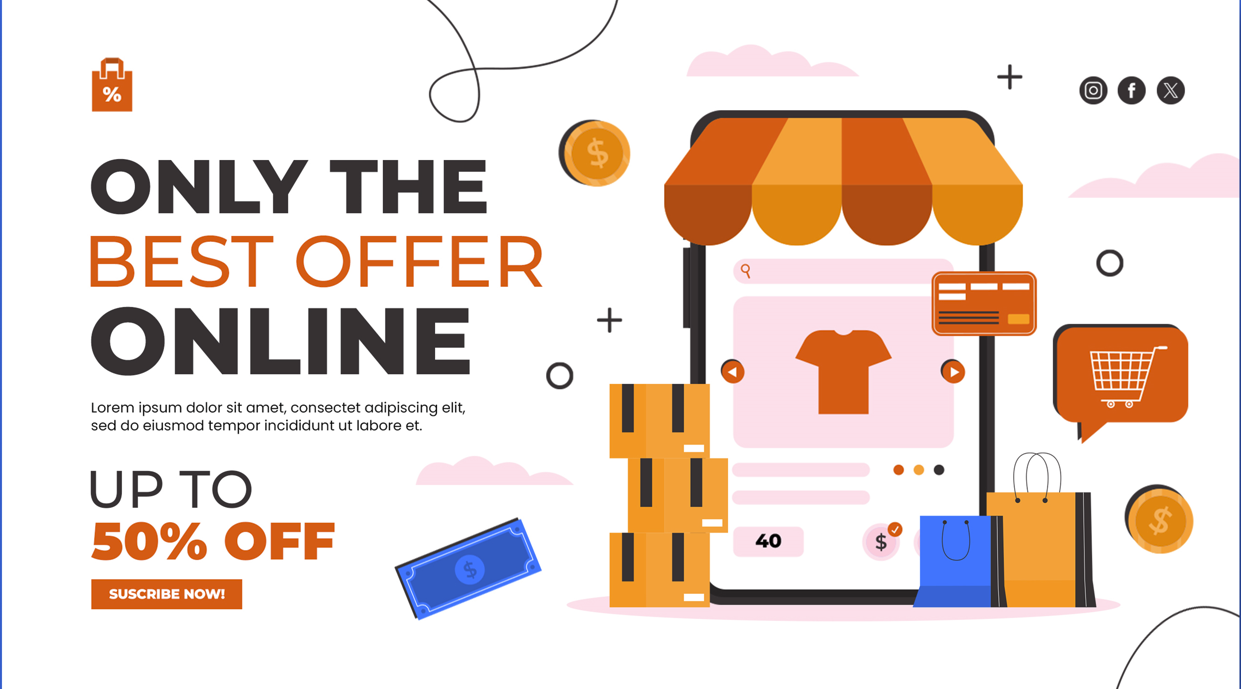 %
ONLY THE
BEST OFFER
ONLINE
Lorem ipsum dolor sit amet, consectet adipiscing elit,
sed do eiusmod tempor incididunt ut labore et.
UP TO
50% OFF
SUSCRIBE NOW!
$
40
$
$
$